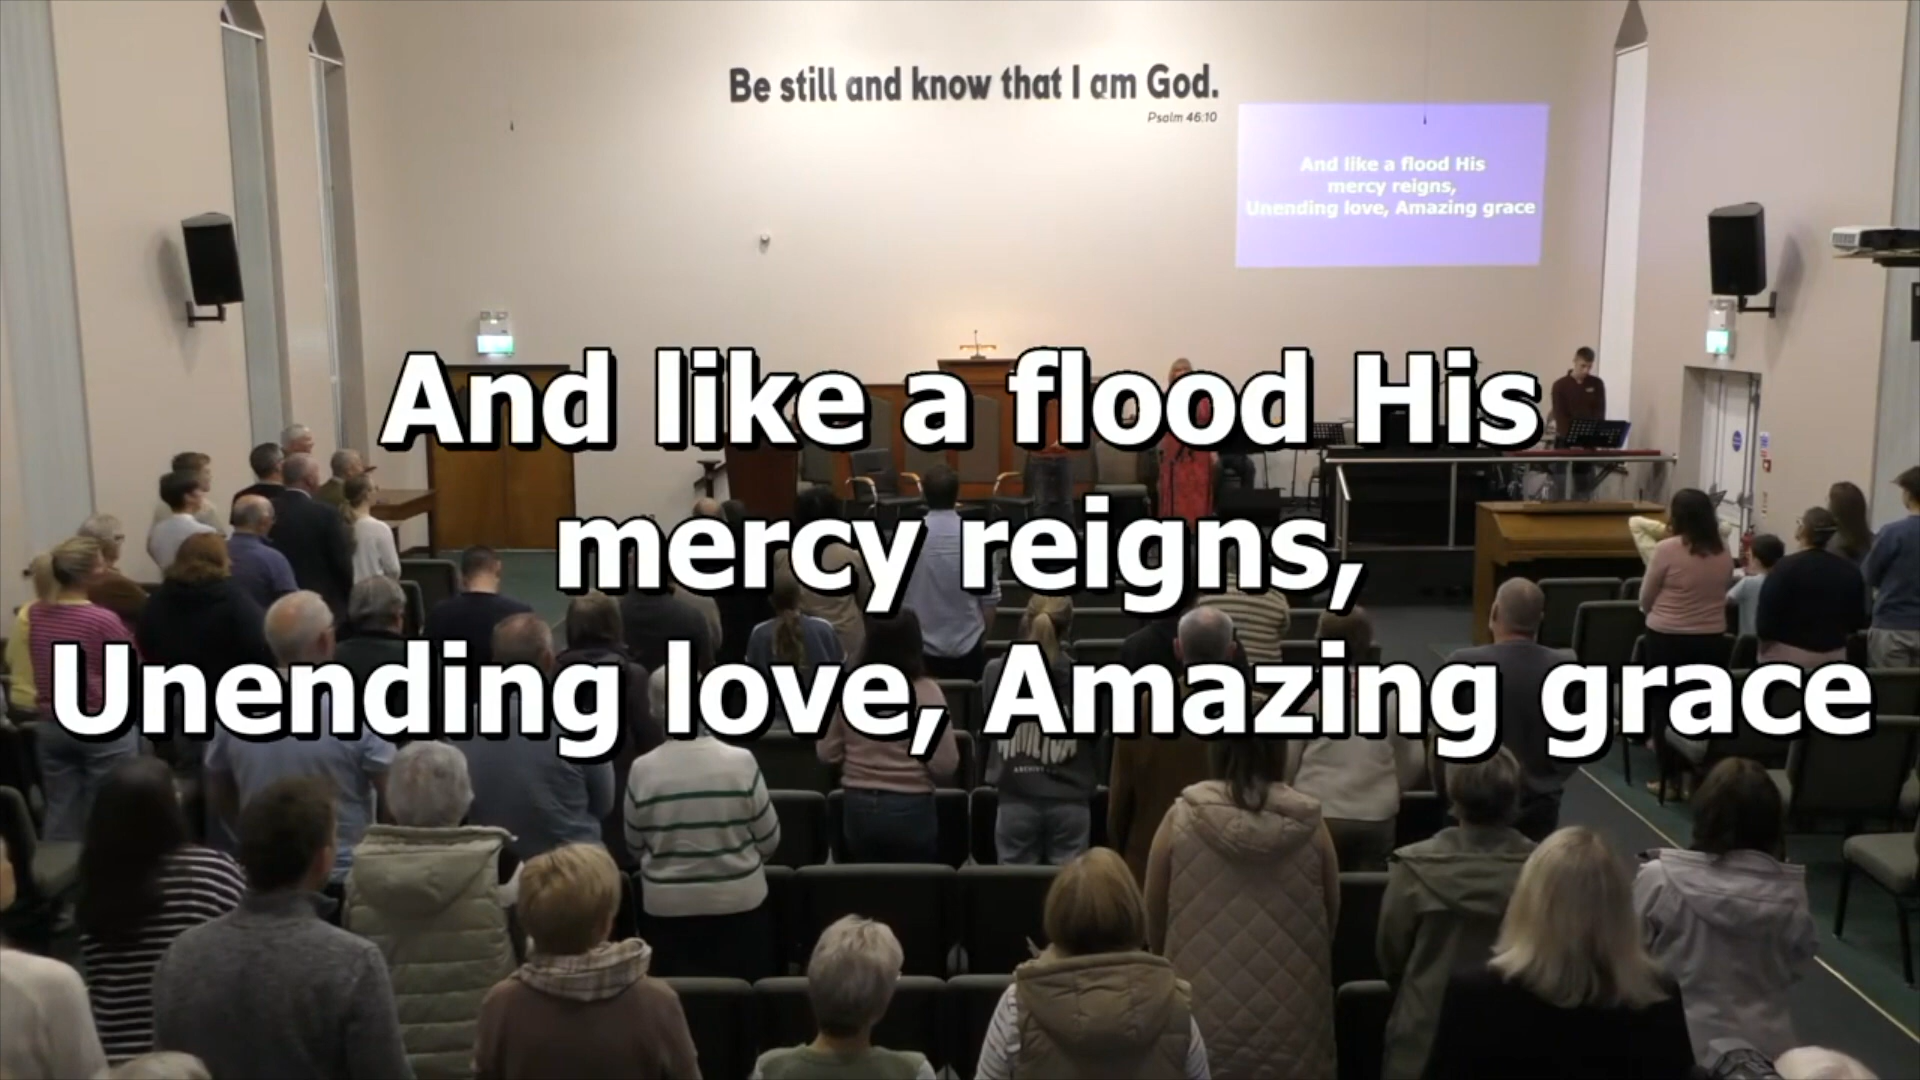 Be still and know that I am God.
Psalm 46:10
And like a flood His
mercy reigns,
Unending love, Amazing grace
And like a flood His
mercy reigns,
Unending love, Amazing grace